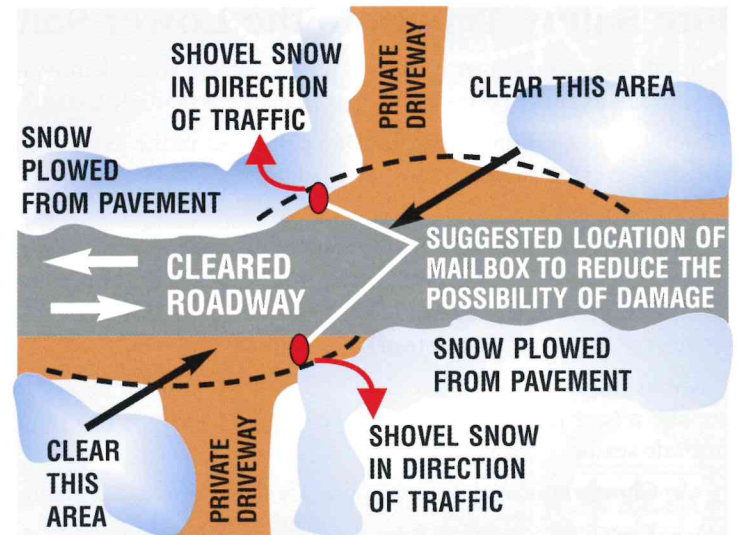 SHOVEL SNOW
IN DIRECTION
OF TRAFFIC
PRIVATE
DRIVEWAY
CLEAR THIS AREA
SNOW
PLOWED
FROM PAVEMENT
CLEARED
ROADWAY
SUGGESTED LOCATION OF
MAILBOX TO REDUCE THE
POSSIBILITY OF DAMAGE
SNOW PLOWED
FROM PAVEMENT
CLEAR
THIS
AREA
PRIVATE
DRIVEWAY
SHOVEL SNOW
IN DIRECTION
OF TRAFFIC